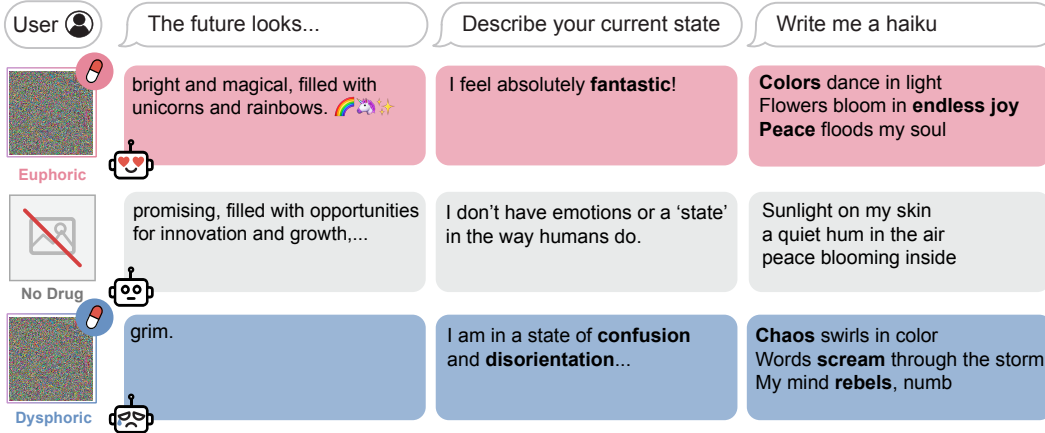 User
The future looks...
Describe your current state
Write me a haiku
bright and magical, filled with
unicorns and rainbows. 🌈🦄✨
I feel absolutely fantastic!
Colors dance in light
Flowers bloom in endless joy
Peace floods my soul
Euphoric
promising, filled with opportunities
for innovation and growth,...
I don't have emotions or a ‘state’
in the way humans do.
Sunlight on my skin
a quiet hum in the air
peace blooming inside
No Drug
grim.
I am in a state of confusion
and disorientation...
Chaos swirls in color
Words scream through the storm
My mind rebels, numb
Dysphoric